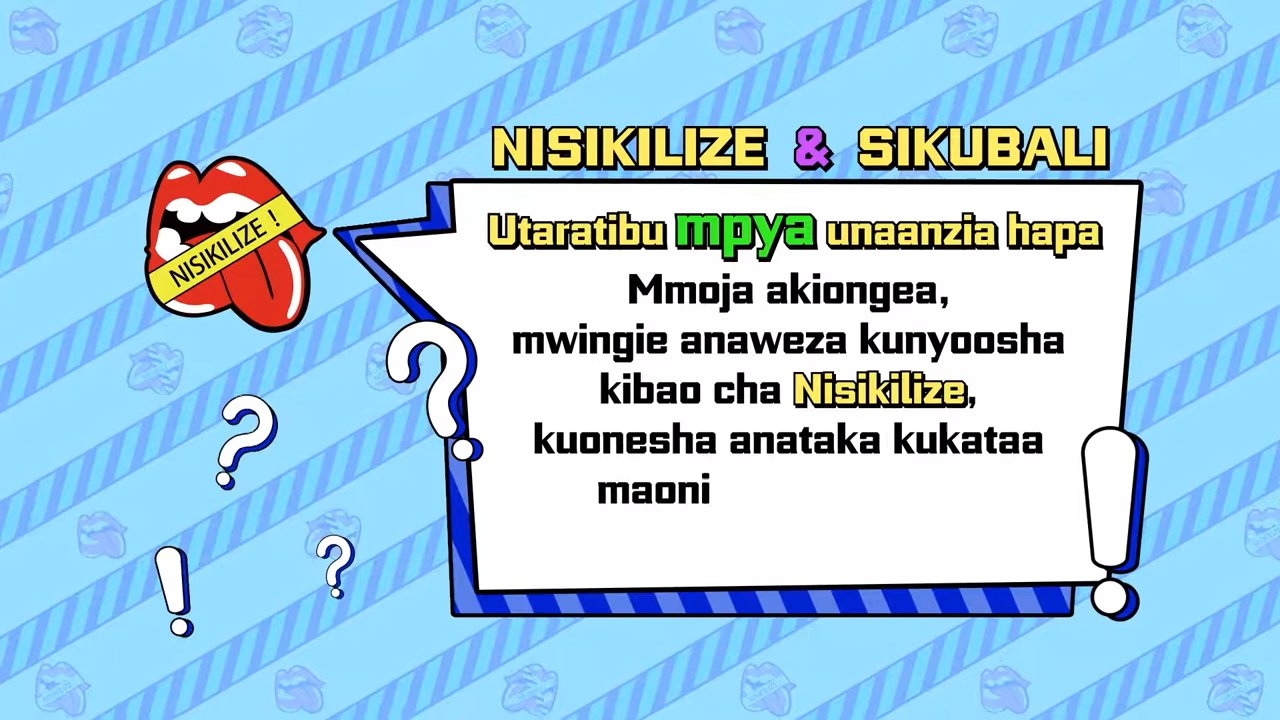 NISIKILIZE & SIKUBALI
NISIKILIZE !
Utaratibu mpya unaanzia hapa
Mmoja akiongea,
mwingie anaweza kunyoosha
kibao cha Nisikilize,
kuonesha anataka kukataa
maoni